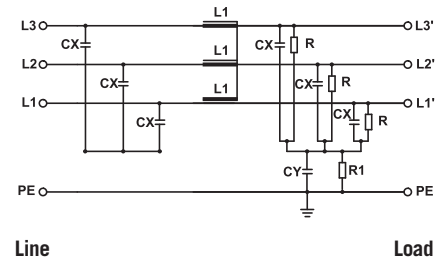 L1
L3 L3'
CX CX R
L1
L2 L2'
CX CX R
L1
L1 L1'
CX CX R
CY R1
PE PE
Line Load